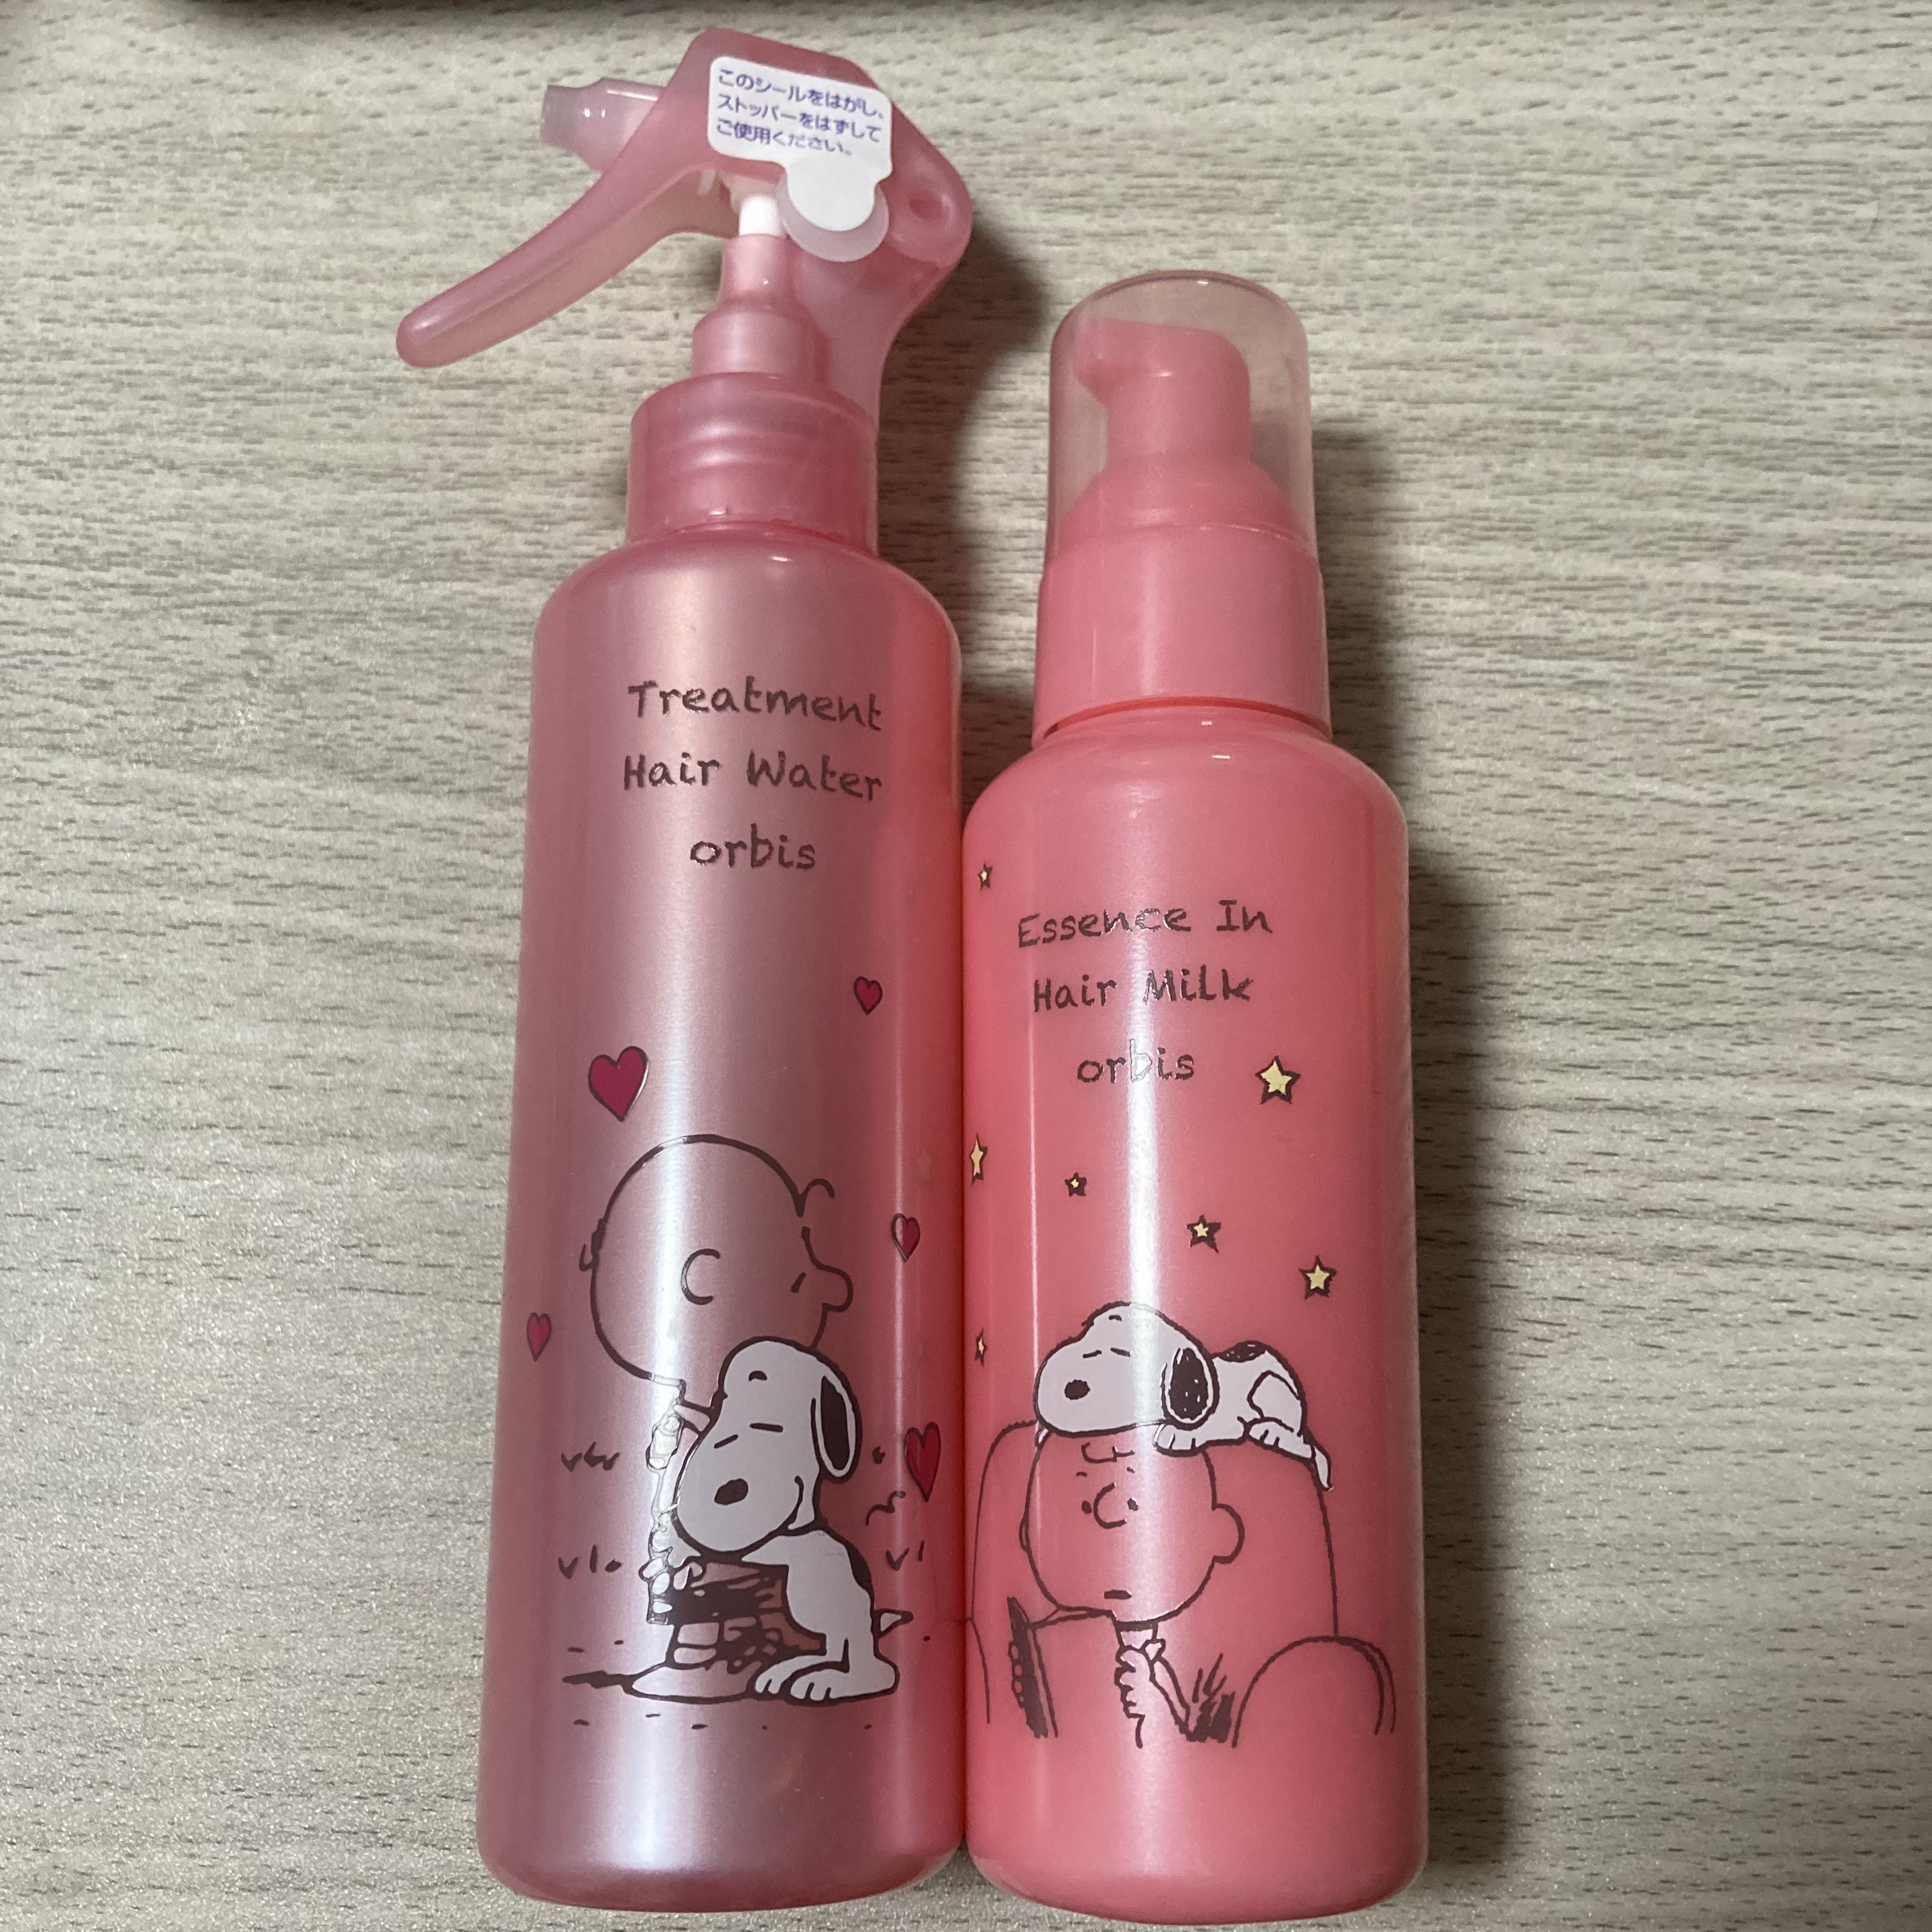 このシールをはがし、
ストッパーをはずして
ご使用ください。
Treatment
Hair Water
orbis
Essence In
Hair Milk
orbis